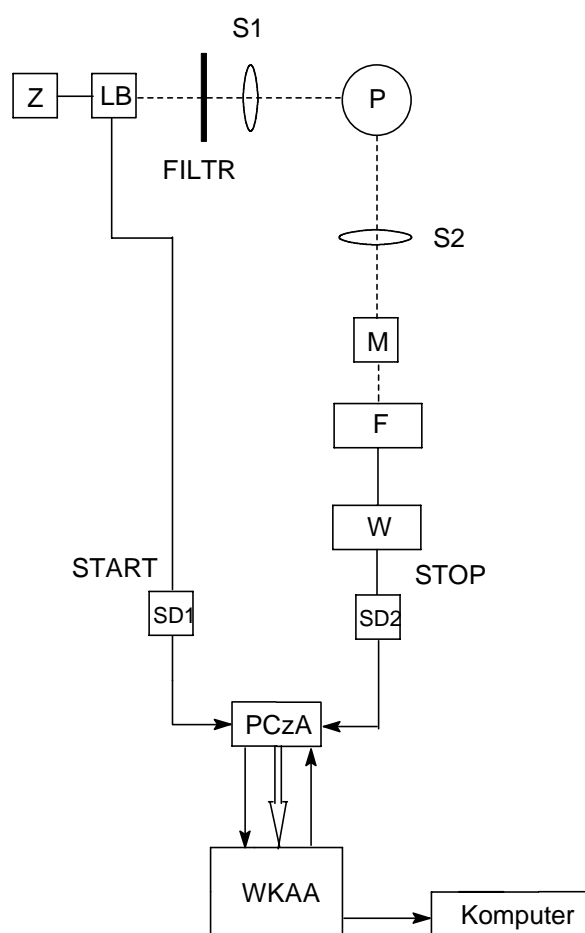 S1
Z
LB
P
FILTR
S2
M
F
W
START
STOP
SD1
SD2
PCzA
WKAA
Komputer